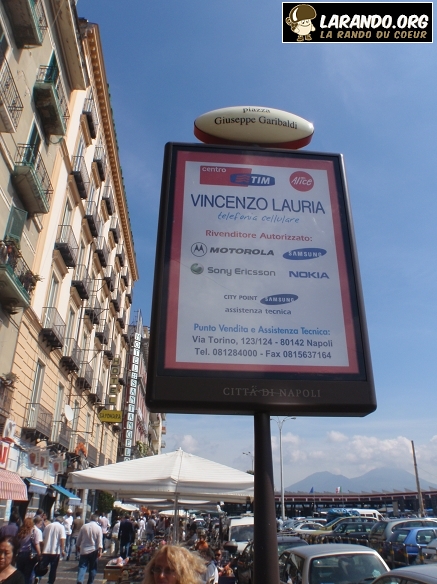 LARANDO.ORG
LA RANDO DU COEUR
piazza
Giuseppe Garibaldi
centro TIM Alice
VINCENZO LAURIA
telefonia cellulare
Rivenditore Autorizzato:
MOTOROLA SAMSUNG
Sony Ericsson NOKIA
CITY POINT SAMSUNG
assistenza tecnica
Punto Vendita e Assistenza Tecnica:
Via Torino, 123/124 - 80142 Napoli
Tel. 081284000 - Fax 0815637164
CITTÀ DI NAPOLI